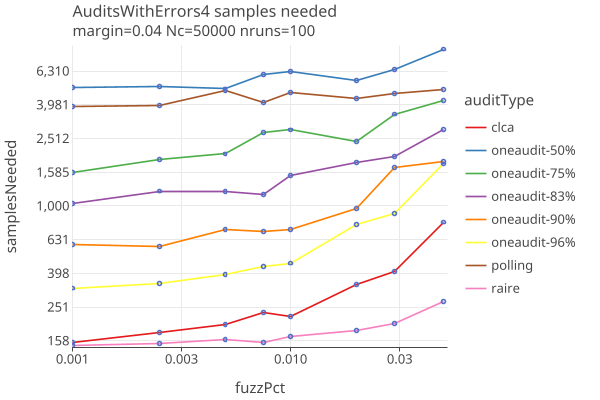 AuditsWithErrors4 samples needed
margin=0.04 Nc=50000 nruns=100
samplesNeeded
6,310
3,981
2,512
1,585
1,000
631
398
251
158
0.001
0.003
0.010
0.03
fuzzPct
auditType
clca
oneaudit-50%
oneaudit-75%
oneaudit-83%
oneaudit-90%
oneaudit-96%
polling
raire